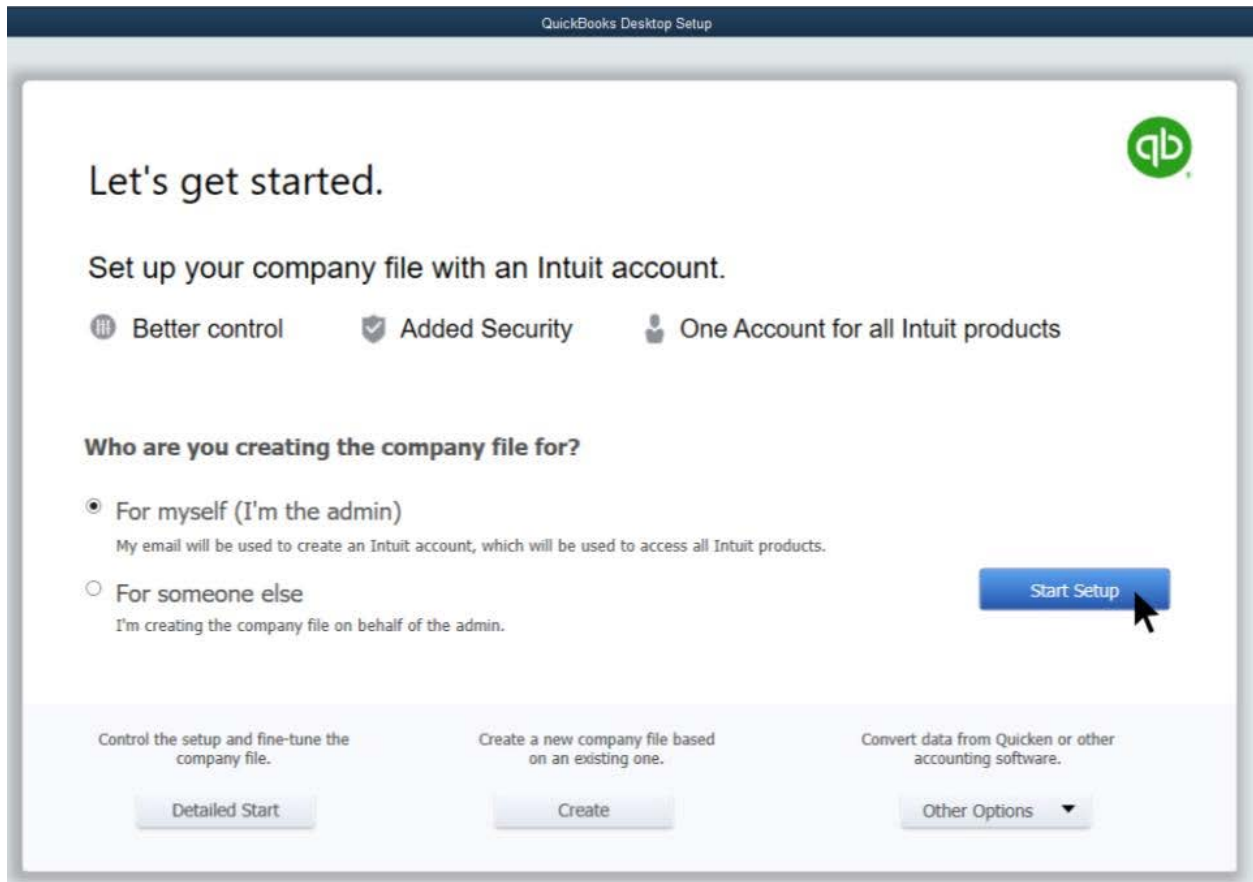 QuickBooks Desktop Setup
qb
Let's get started.
Set up your company file with an Intuit account.
Better control Added Security One Account for all Intuit products
Who are you creating the company file for?
For myself (I'm the admin)
My email will be used to create an Intuit account, which will be used to access all Intuit products.
For someone else
I'm creating the company file on behalf of the admin.
Start Setup
Control the setup and fine-tune the
company file.
Detailed Start
Create a new company file based
on an existing one.
Create
Convert data from Quicken or other
accounting software.
Other Options